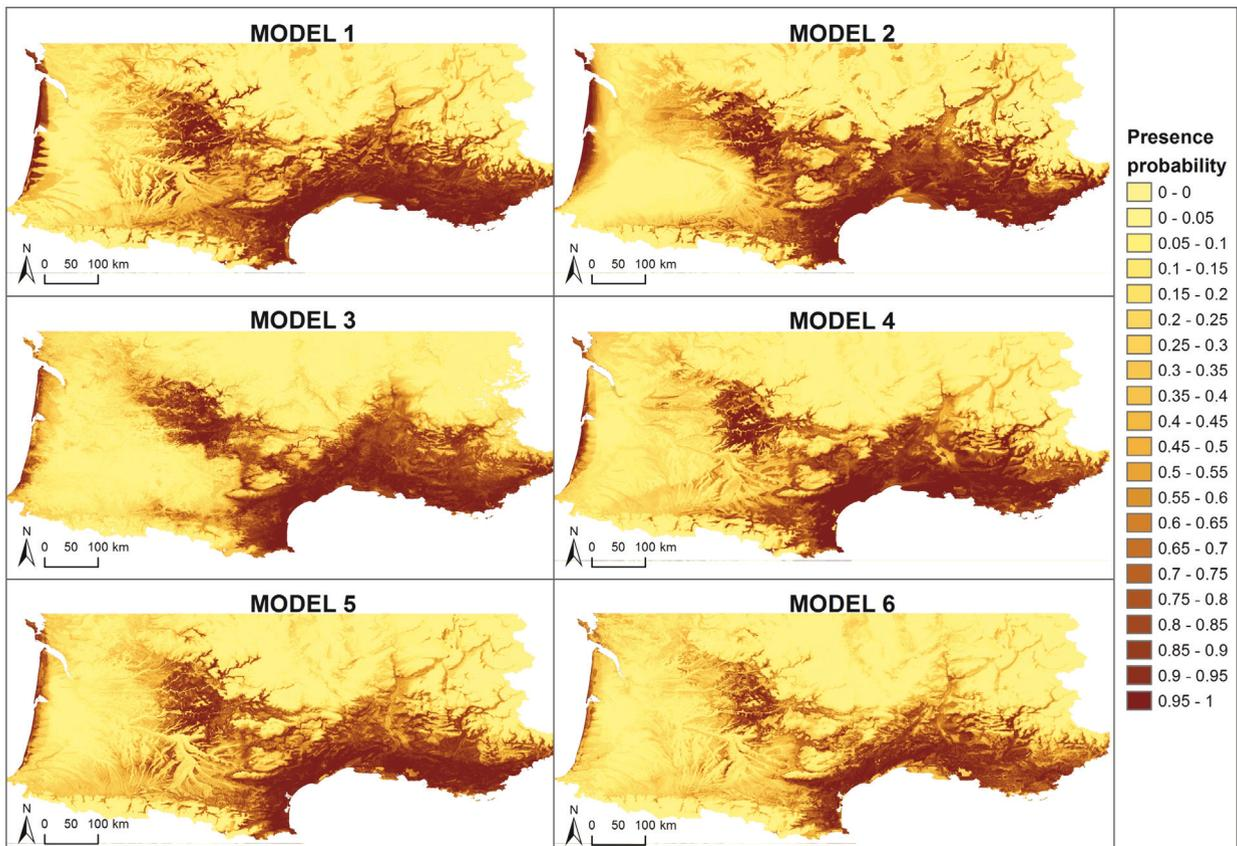 MODEL 1
N
0 50 100 km
MODEL 2
N
0 50 100 km
MODEL 3
N
0 50 100 km
MODEL 4
N
0 50 100 km
MODEL 5
N
0 50 100 km
MODEL 6
N
0 50 100 km
Presence
probability
0 - 0
0 - 0.05
0.05 - 0.1
0.1 - 0.15
0.15 - 0.2
0.2 - 0.25
0.25 - 0.3
0.3 - 0.35
0.35 - 0.4
0.4 - 0.45
0.45 - 0.5
0.5 - 0.55
0.55 - 0.6
0.6 - 0.65
0.65 - 0.7
0.7 - 0.75
0.75 - 0.8
0.8 - 0.85
0.85 - 0.9
0.9 - 0.95
0.95 - 1